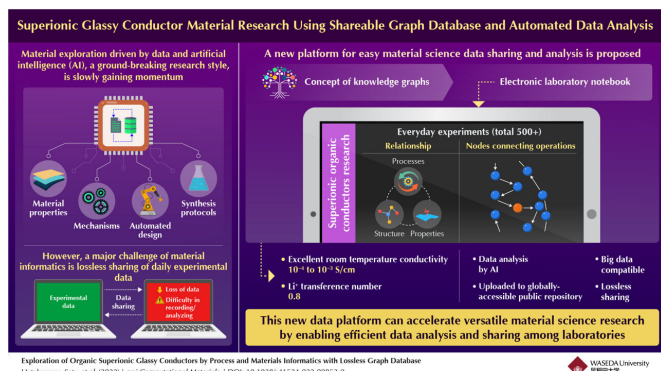 Superionic Glassy Conductor Material Research Using Shareable Graph Database and Automated Data Analysis
Material exploration driven by data and artificial
intelligence (AI), a ground-breaking research style,
is slowly gaining momentum
Material
properties
Mechanisms
Automated
design
Synthesis
protocols
However, a major challenge of material
informatics is lossless sharing of daily experimental
data
Experimental
data
Data
sharing
Loss of data
Difficulty in
recording/
analyzing
A new platform for easy material science data sharing and analysis is proposed
Concept of knowledge graphs
Electronic laboratory notebook
Superionic organic
conductors research
Everyday experiments (total 500+)
Relationship
Processes
Structure
Properties
Nodes connecting operations
• Excellent room temperature conductivity
10⁻⁴ to 10⁻³ S/cm
• Li⁺ transference number
0.8
• Data analysis
by AI
• Uploaded to globally-
accessible public repository
• Big data
compatible
• Lossless
sharing
This new data platform can accelerate versatile material science research
by enabling efficient data analysis and sharing among laboratories
Exploration of Organic Superionic Glassy Conductors by Process and Materials Informatics with Lossless Graph Database
WASEDA University